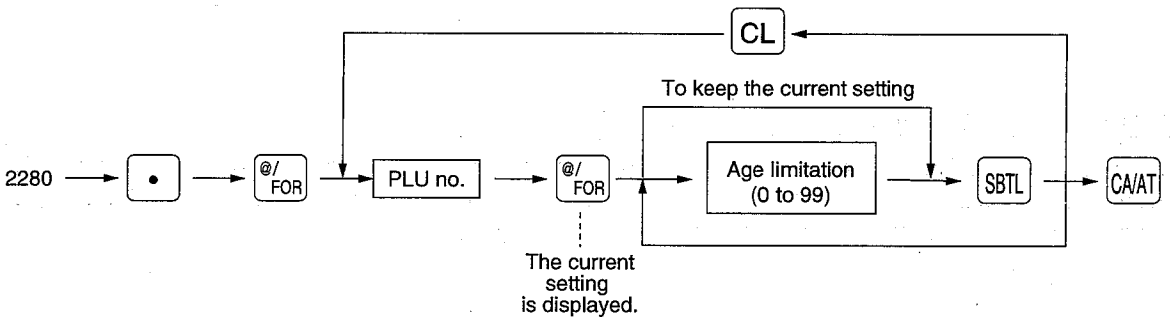 CL
To keep the current setting
2280
•
@/
FOR
PLU no.
@/
FOR
Age limitation
(0 to 99)
SBTL
CA/AT
The current
setting
is displayed.